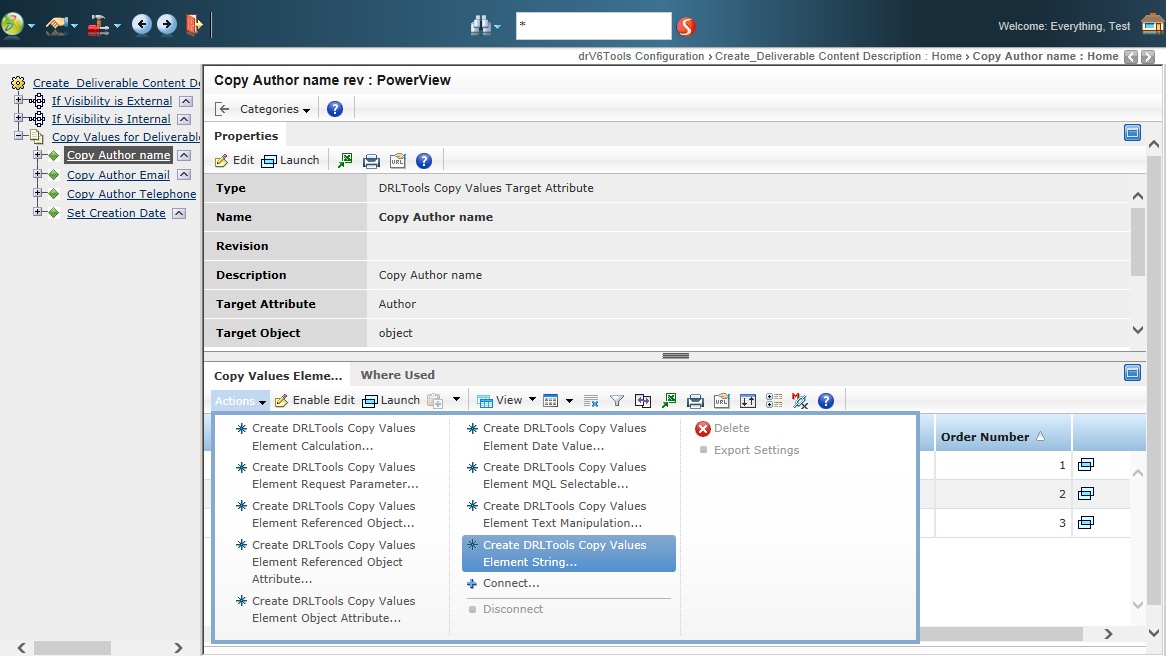 *
Welcome: Everything, Test
drV6Tools Configuration › Create_Deliverable Content Description : Home › Copy Author name : Home
Create_Deliverable Content De
If Visibility is External
If Visibility is Internal
Copy Values for Deliverable
Copy Author name
Copy Author Email
Copy Author Telephone
Set Creation Date
Copy Author name rev : PowerView
Categories
Properties
Edit Launch
URL
Type DRLTools Copy Values Target Attribute
Name Copy Author name
Revision
Description Copy Author name
Target Attribute Author
Target Object object
Copy Values Eleme... Where Used
Actions Enable Edit Launch View
URL
Create DRLTools Copy Values
Element Calculation...
Create DRLTools Copy Values
Element Request Parameter...
Create DRLTools Copy Values
Element Referenced Object...
Create DRLTools Copy Values
Element Referenced Object
Attribute...
Create DRLTools Copy Values
Element Object Attribute...
Create DRLTools Copy Values
Element Date Value...
Create DRLTools Copy Values
Element MQL Selectable...
Create DRLTools Copy Values
Element Text Manipulation...
Create DRLTools Copy Values
Element String...
Connect...
Disconnect
Delete
Export Settings
Order Number
1
2
3